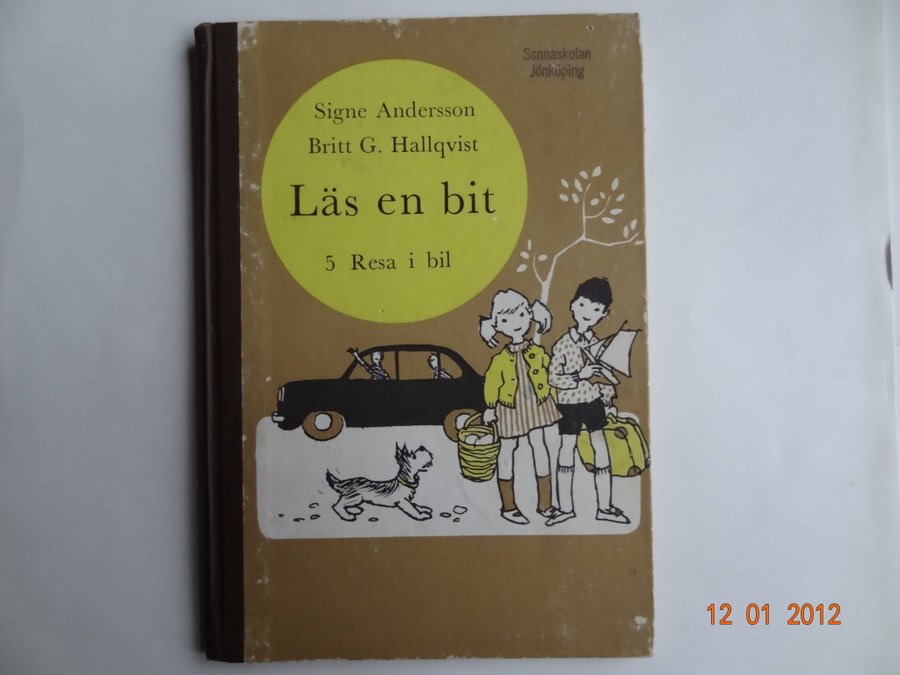 Sannaskolan
Jönköping
Signe Andersson
Britt G. Hallqvist
Läs en bit
5 Resa i bil
12 01 2012